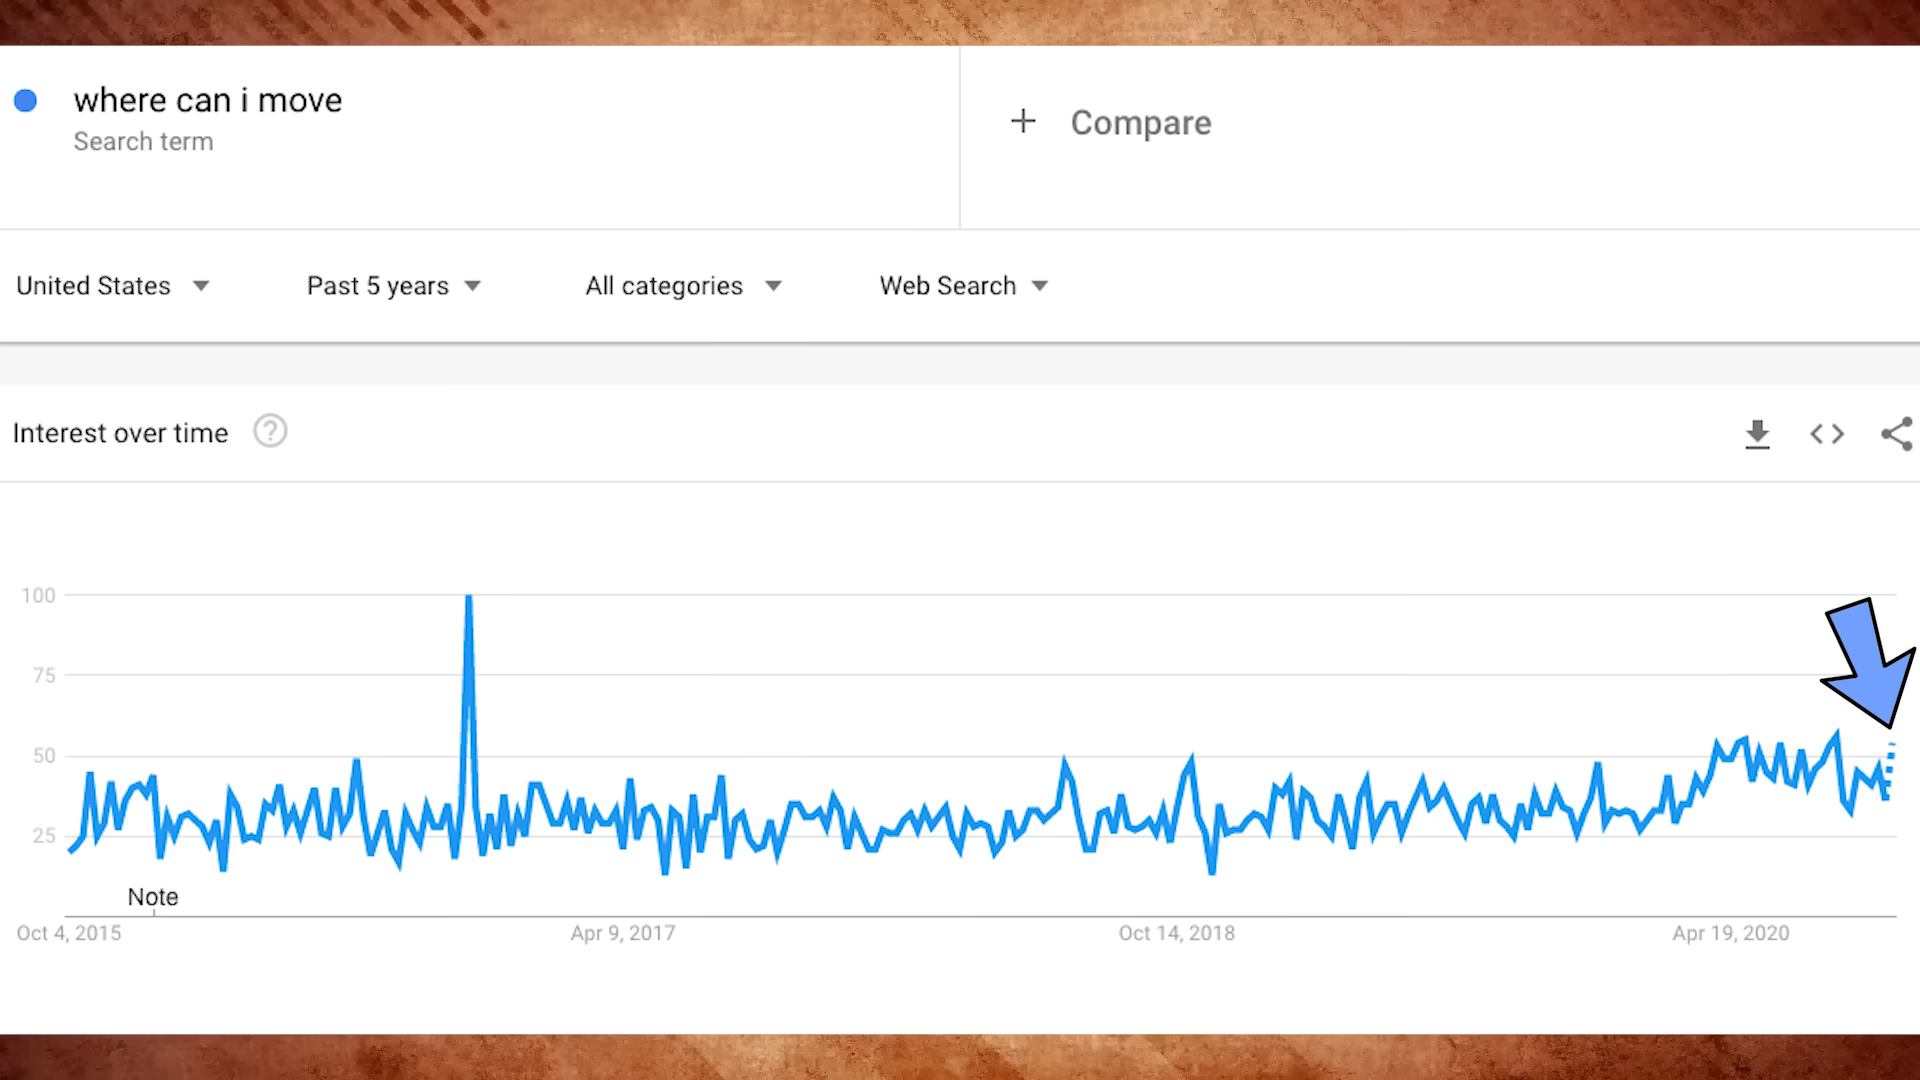 where can i move
Search term
+ Compare
United States
Past 5 years
All categories
Web Search
Interest over time ?
100
75
50
25
Note
Oct 4, 2015
Apr 9, 2017
Oct 14, 2018
Apr 19, 2020